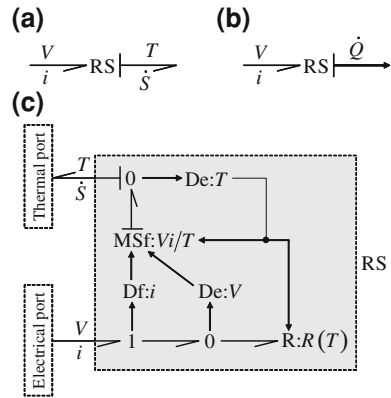 (a)
(b)
V
i
RS
T
Ṡ
V
i
RS
Q̇
(c)
Thermal port
T
Ṡ
0
De:T
MSf:Vi/T
RS
Df:i
De:V
Electrical port
V
i
1
0
R:R(T)